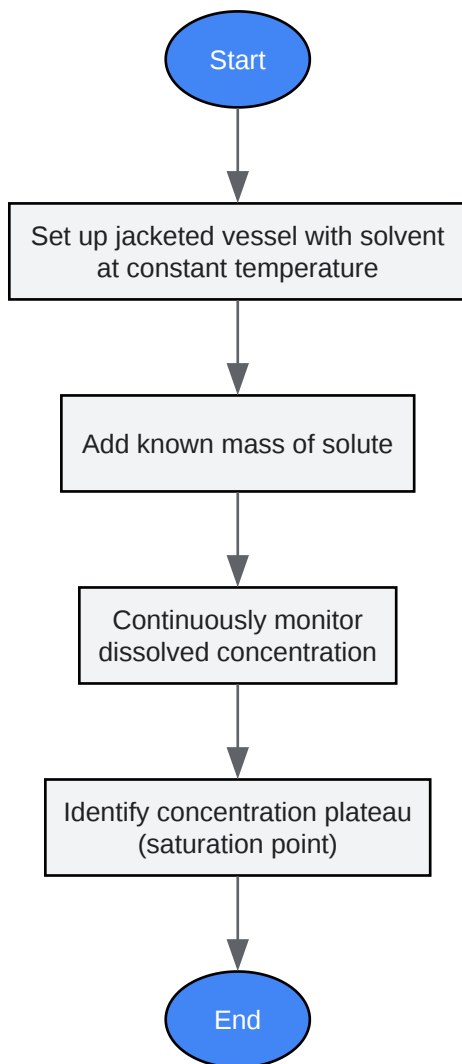 Start
Set up jacketed vessel with solvent
at constant temperature
Add known mass of solute
Continuously monitor
dissolved concentration
Identify concentration plateau
(saturation point)
End